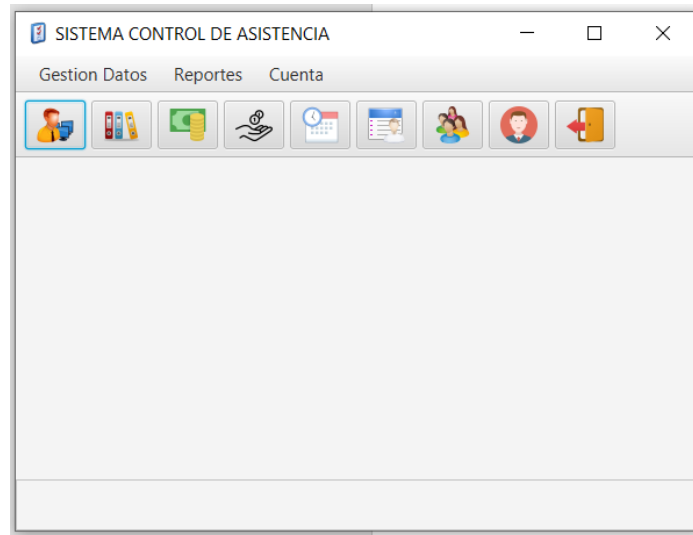 SISTEMA CONTROL DE ASISTENCIA
Gestion Datos Reportes Cuenta